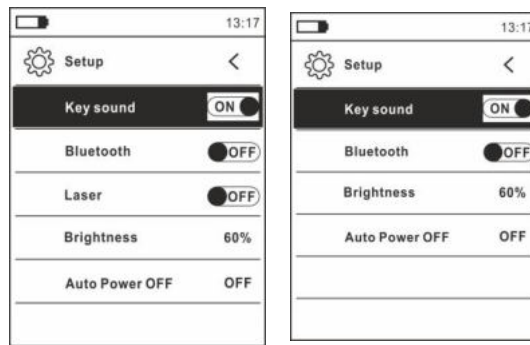 13:17
Setup <
Key sound ON
Bluetooth OFF
Laser OFF
Brightness 60%
Auto Power OFF OFF
13:17
Setup <
Key sound ON
Bluetooth OFF
Brightness 60%
Auto Power OFF OFF